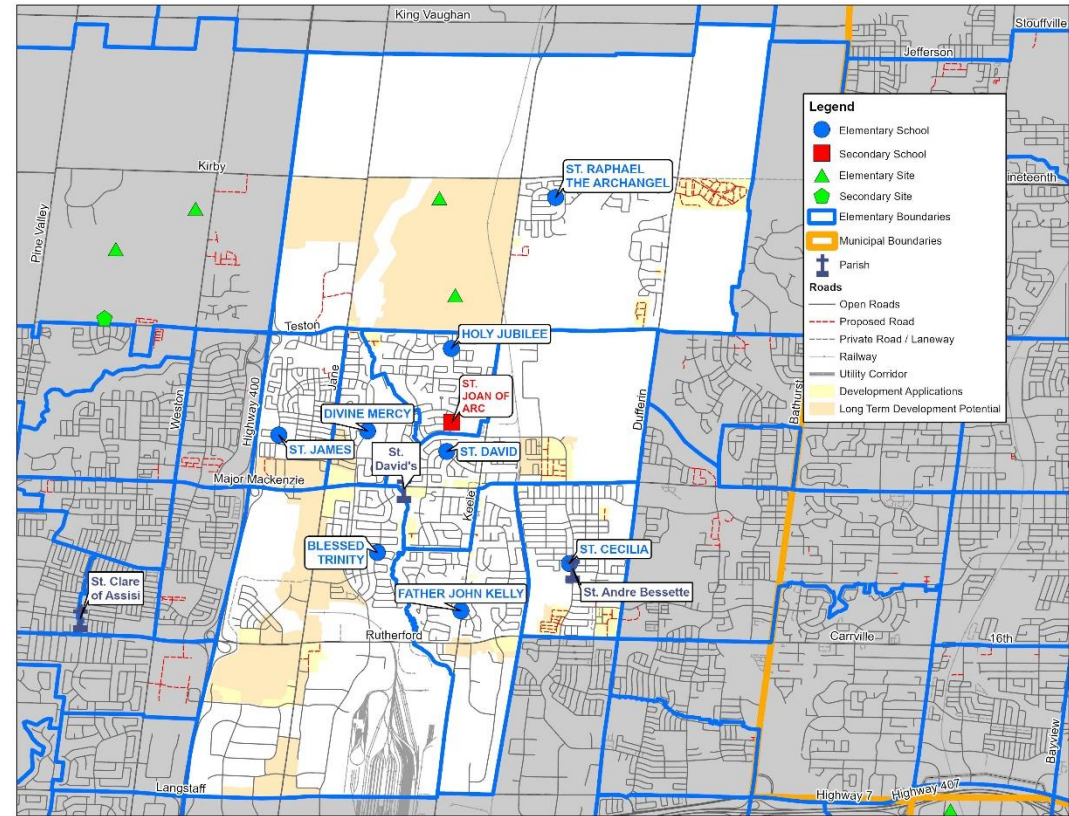 King Vaughan
Stouffville
Jefferson
Kirby
ineteenth
Pine Valley
Legend
Elementary School
Secondary School
Elementary Site
Secondary Site
Elementary Boundaries
Municipal Boundaries
Parish
Roads
Open Roads
Proposed Road
Private Road / Laneway
Railway
Utility Corridor
Development Applications
Long Term Development Potential
ST. RAPHAEL
THE ARCHANGEL
Teston
HOLY JUBILEE
Weston
Highway 400
Jane
Dufferin
Bathurst
ST.
JOAN OF
ARC
DIVINE MERCY
ST. JAMES
St.
David's
ST. DAVID
Major Mackenzie
Keele
BLESSED
TRINITY
ST. CECILIA
St. Andre Bessette
FATHER JOHN KELLY
St. Clare
of Assisi
Rutherford
Carrville
16th
Bayview
Langstaff
Highway 7
Highway 407